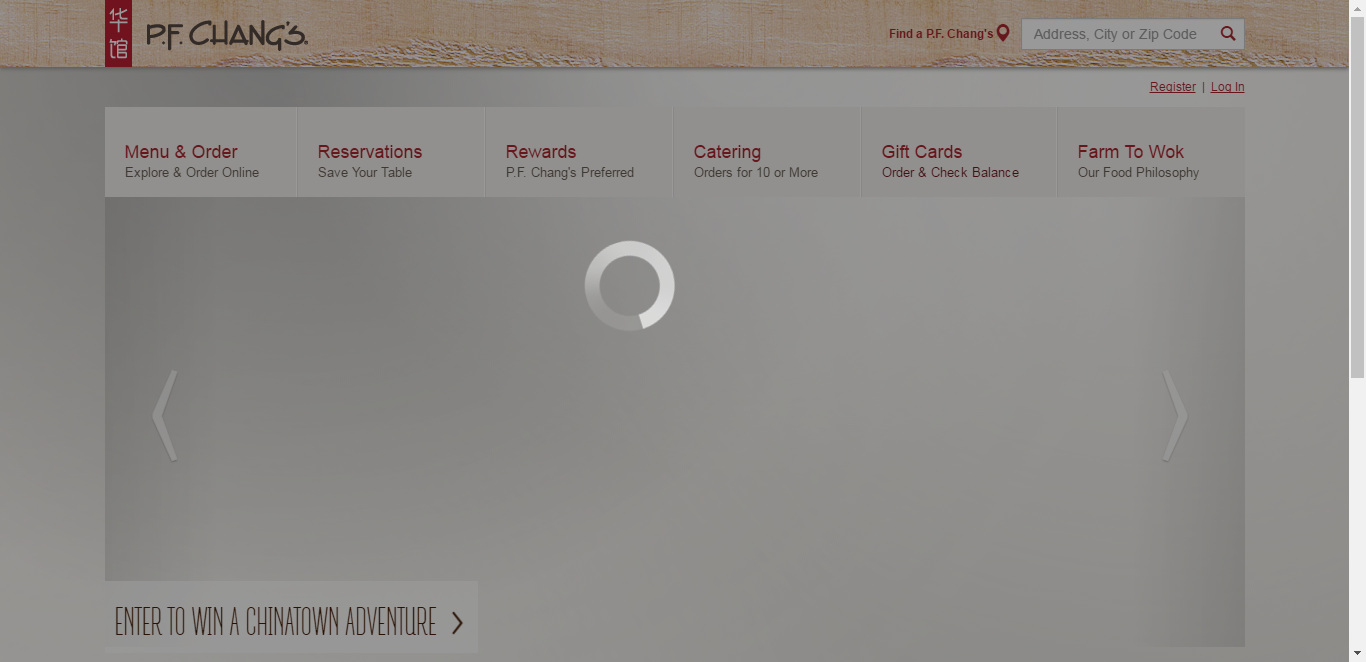 华
馆
P.F. CHANG'S
Find a P.F. Chang's
Address, City or Zip Code
Register | Log In
Menu & Order
Explore & Order Online
Reservations
Save Your Table
Rewards
P.F. Chang's Preferred
Catering
Orders for 10 or More
Gift Cards
Order & Check Balance
Farm To Wok
Our Food Philosophy
ENTER TO WIN A CHINATOWN ADVENTURE